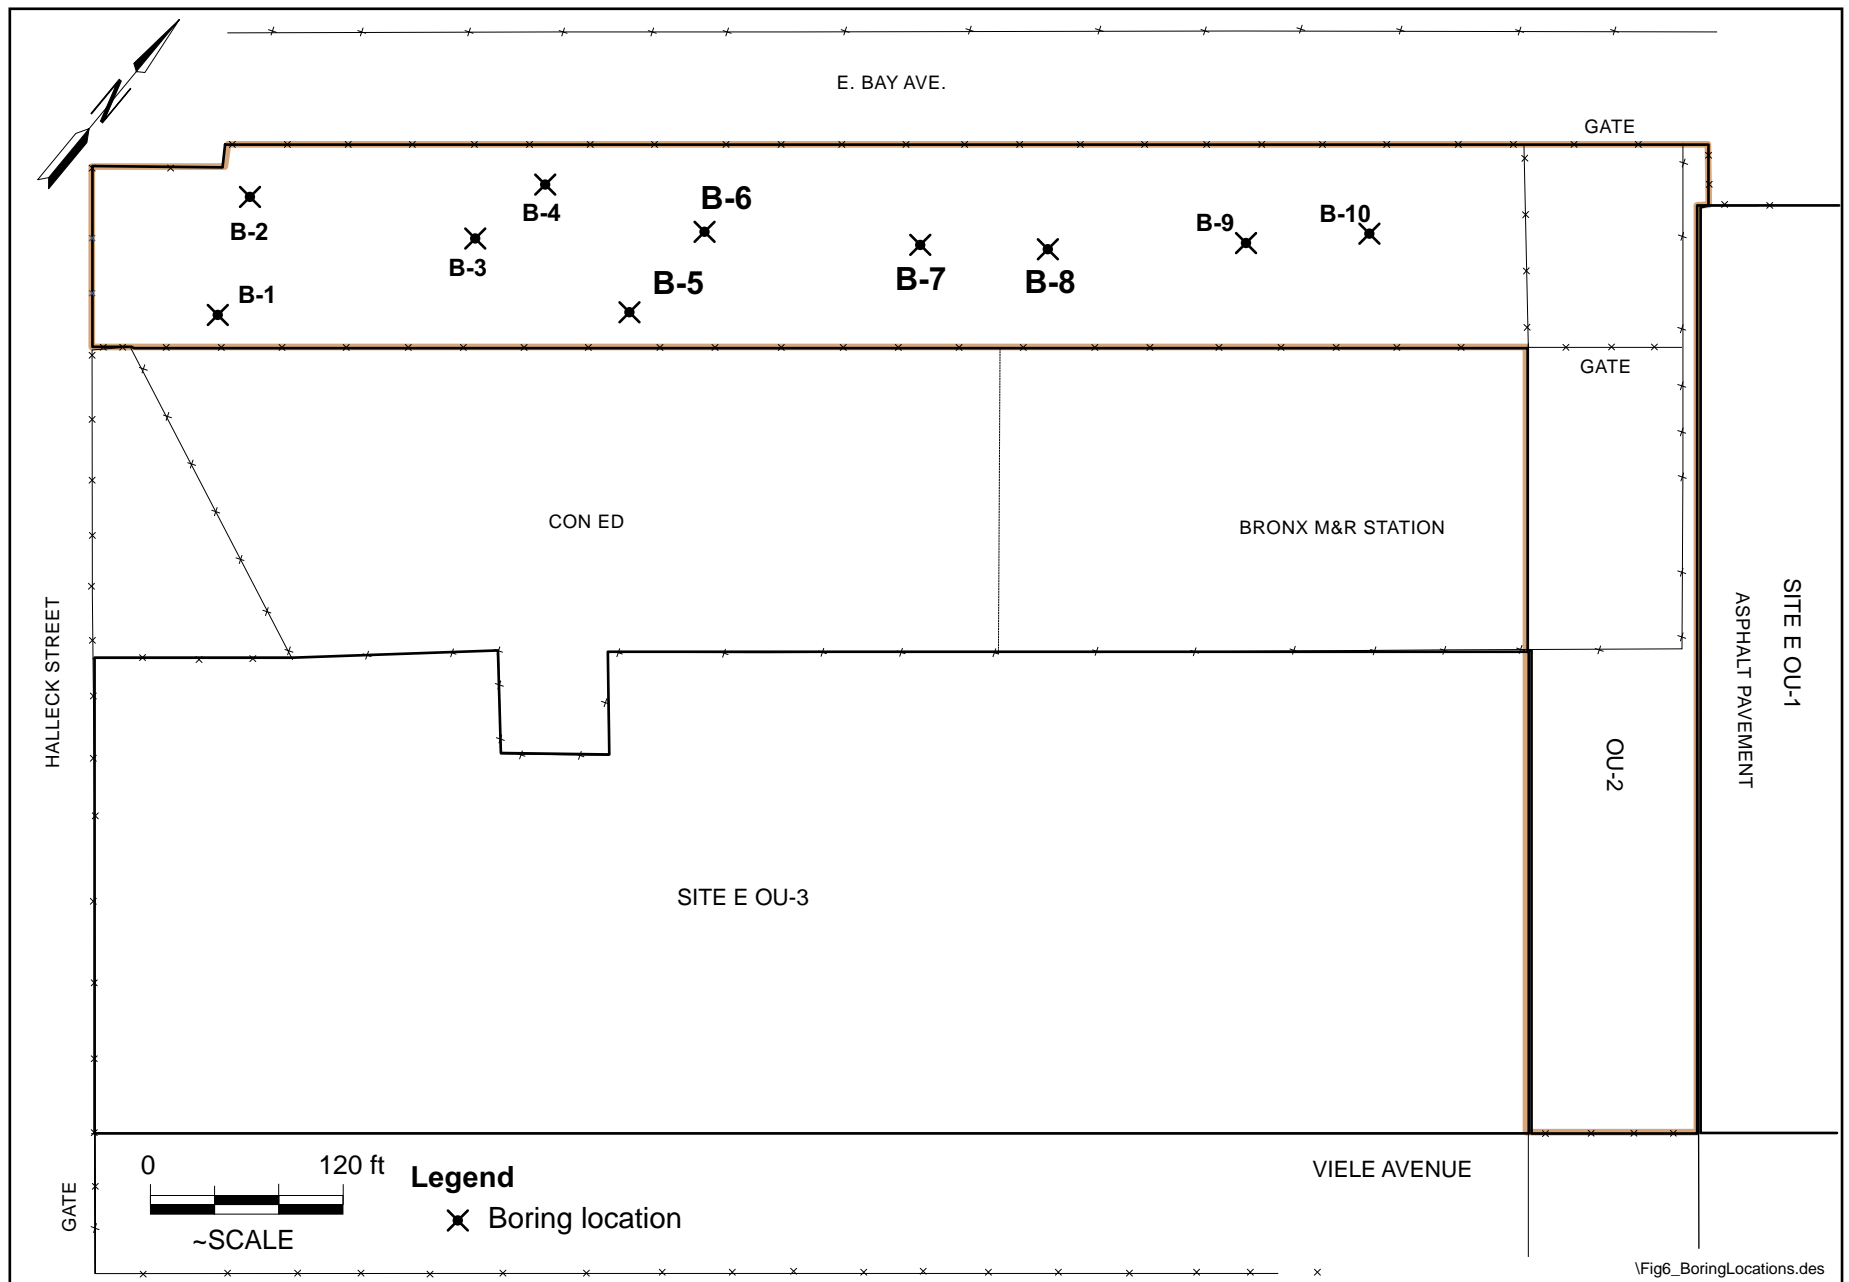 N
E. BAY AVE.
GATE
B-4
B-6
B-2
B-3
B-9
B-10
B-1
B-5
B-7
B-8
GATE
CON ED
BRONX M&R STATION
HALLECK STREET
ASPHALT PAVEMENT
SITE E OU-1
OU-2
SITE E OU-3
GATE
0 120 ft
~SCALE
Legend
Boring location
VIELE AVENUE
\Fig6_BoringLocations.des